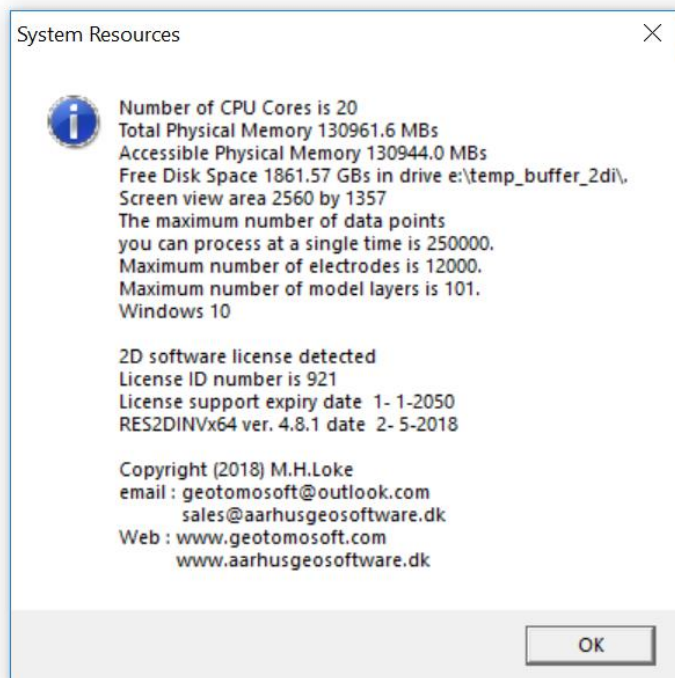 System Resources
Number of CPU Cores is 20
Total Physical Memory 130961.6 MBs
Accessible Physical Memory 130944.0 MBs
Free Disk Space 1861.57 GBs in drive e:\temp_buffer_2di\.
Screen view area 2560 by 1357
The maximum number of data points
you can process at a single time is 250000.
Maximum number of electrodes is 12000.
Maximum number of model layers is 101.
Windows 10
2D software license detected
License ID number is 921
License support expiry date 1- 1-2050
RES2DINVx64 ver. 4.8.1 date 2- 5-2018
Copyright (2018) M.H.Loke
email : geotomosoft@outlook.com
sales@aarhusgeosoftware.dk
Web : www.geotomosoft.com
www.aarhusgeosoftware.dk
OK